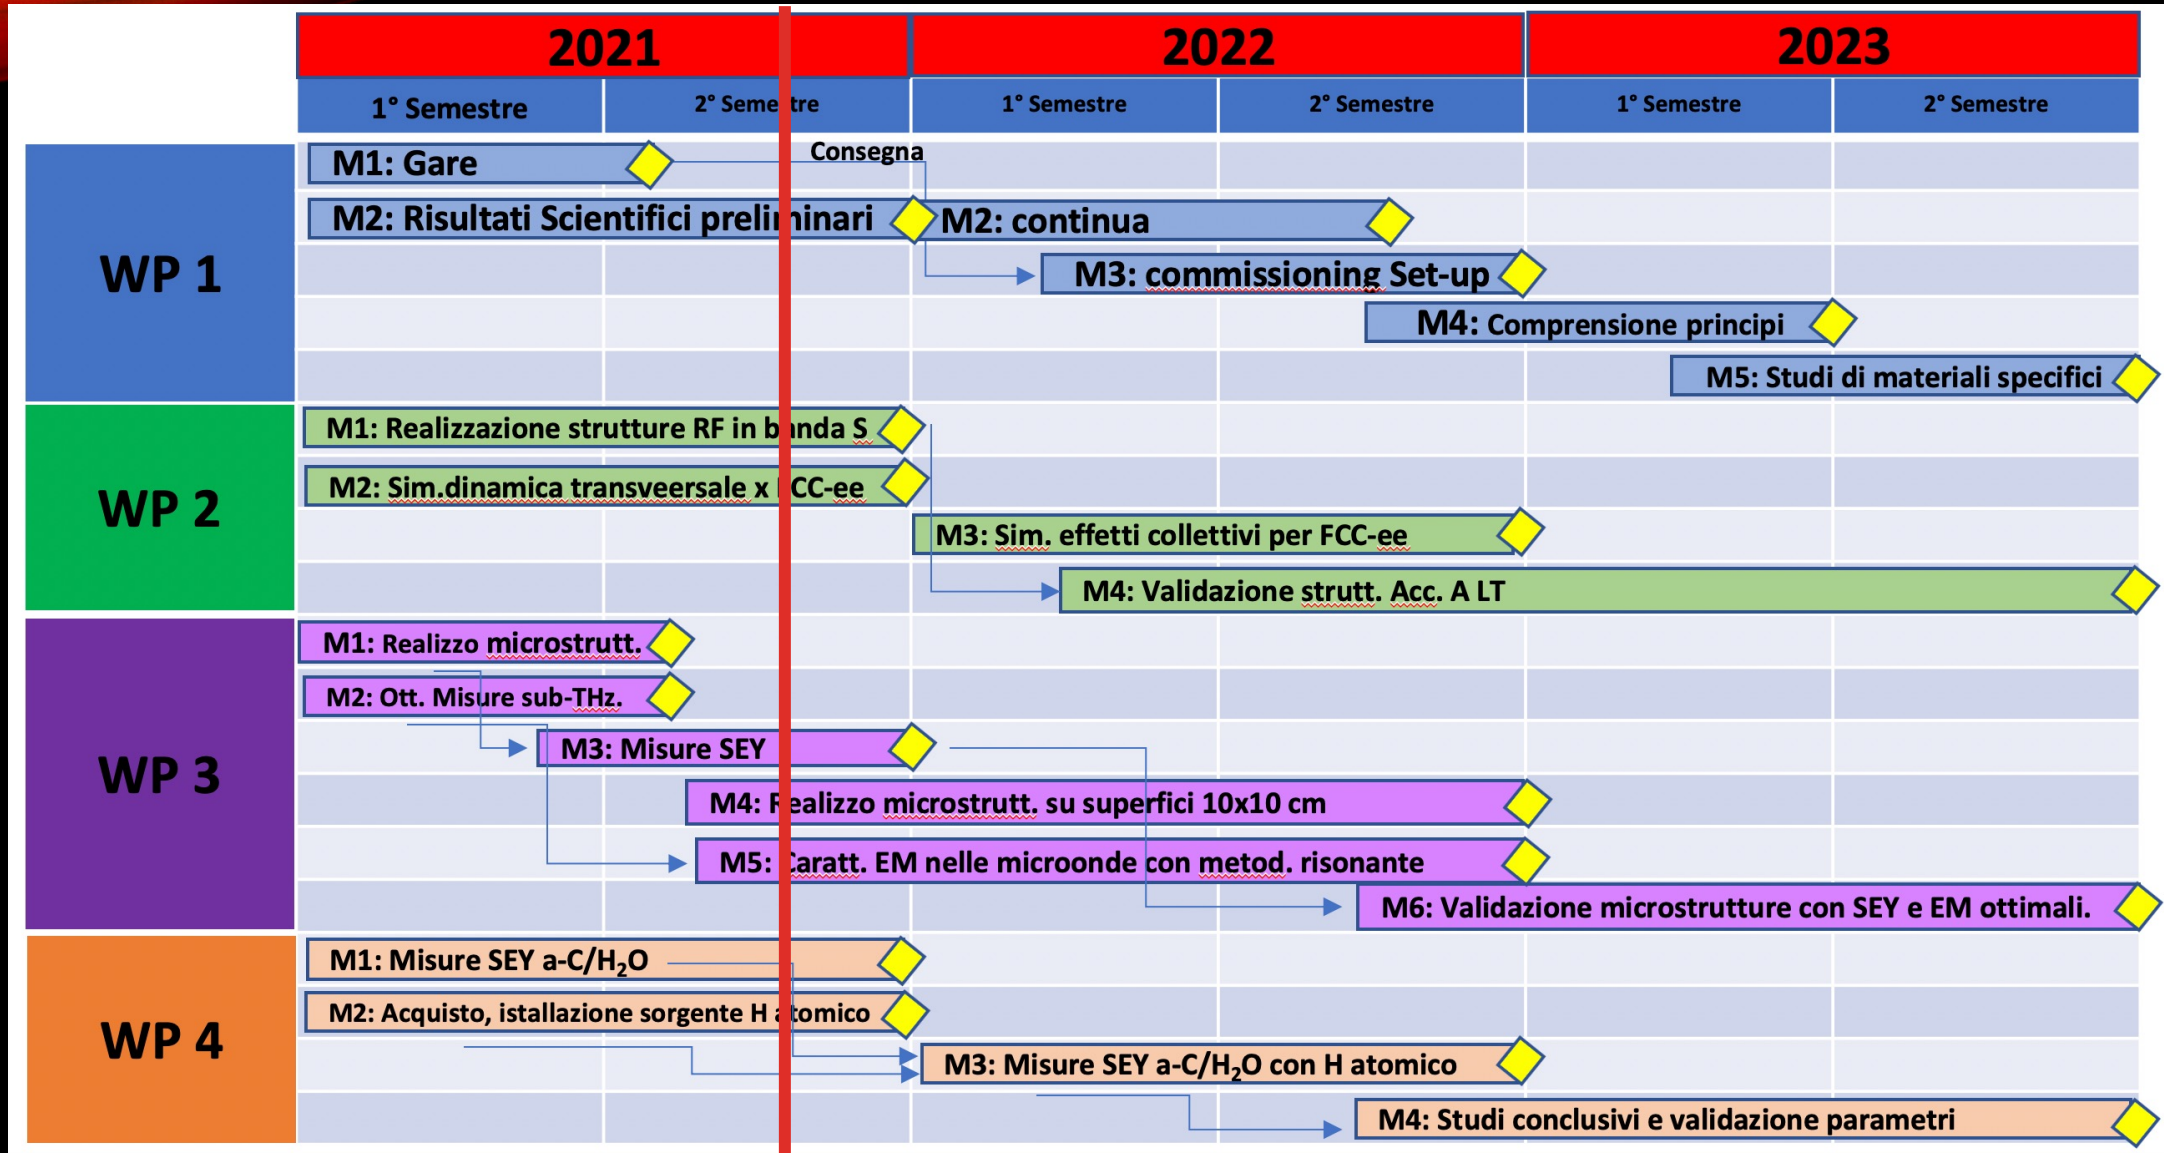 2021
2022
2023
1° Semestre
2° Semestre
1° Semestre
2° Semestre
1° Semestre
2° Semestre
WP 1
M1: Gare
Consegna
M2: Risultati Scientifici preliminari
M2: continua
M3: commissioning Set-up
M4: Comprensione principi
M5: Studi di materiali specifici
WP 2
M1: Realizzazione strutture RF in banda S
M2: Sim.dinamica transveersale x FCC-ee
M3: Sim. effetti collettivi per FCC-ee
M4: Validazione strutt. Acc. A LT
WP 3
M1: Realizzo microstrutt.
M2: Ott. Misure sub-THz.
M3: Misure SEY
M4: Realizzo microstrutt. su superfici 10x10 cm
M5: Caratt. EM nelle microonde con metod. risonante
M6: Validazione microstrutture con SEY e EM ottimali.
WP 4
M1: Misure SEY a-C/H₂O
M2: Acquisto, istallazione sorgente H atomico
M3: Misure SEY a-C/H₂O con H atomico
M4: Studi conclusivi e validazione parametri